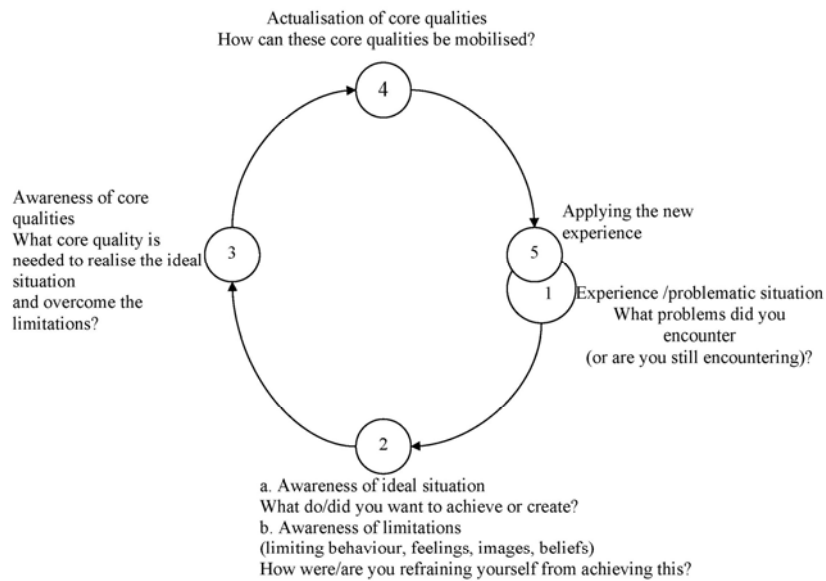 Actualisation of core qualities
How can these core qualities be mobilised?
4
Awareness of core
qualities
What core quality is
needed to realise the ideal
situation
and overcome the
limitations?
3
Applying the new
experience
5
1
Experience /problematic situation
What problems did you
encounter
(or are you still encountering)?
2
a. Awareness of ideal situation
What do/did you want to achieve or create?
b. Awareness of limitations
(limiting behaviour, feelings, images, beliefs)
How were/are you refraining yourself from achieving this?